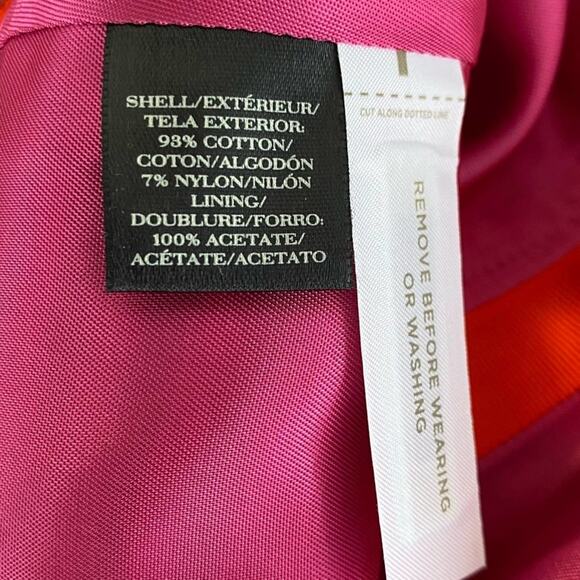 SHELL/EXTÉRIEUR/
TELA EXTERIOR:
93% COTTON/
COTON/ALGODÓN
7% NYLON/NILÓN
LINING/
DOUBLURE/FORRO:
100% ACETATE/
ACÉTATE/ACETATO
CUT ALONG DOTTED LINE
REMOVE BEFORE WEARING
OR WASHING